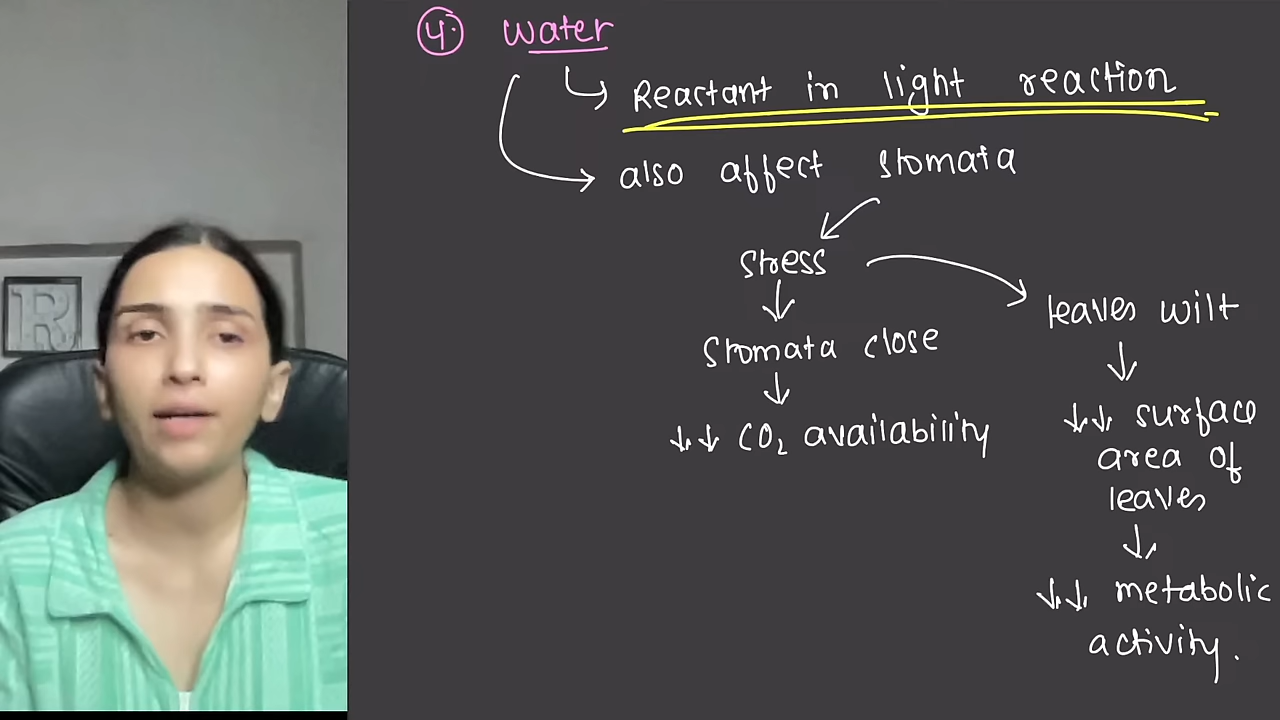 4. water
Reactant in light reaction
also affect stomata
stress
leaves wilt
stomata close
↓↓ CO₂ availability
↓↓ surface
area of
leaves
↓↓ metabolic
activity.
R